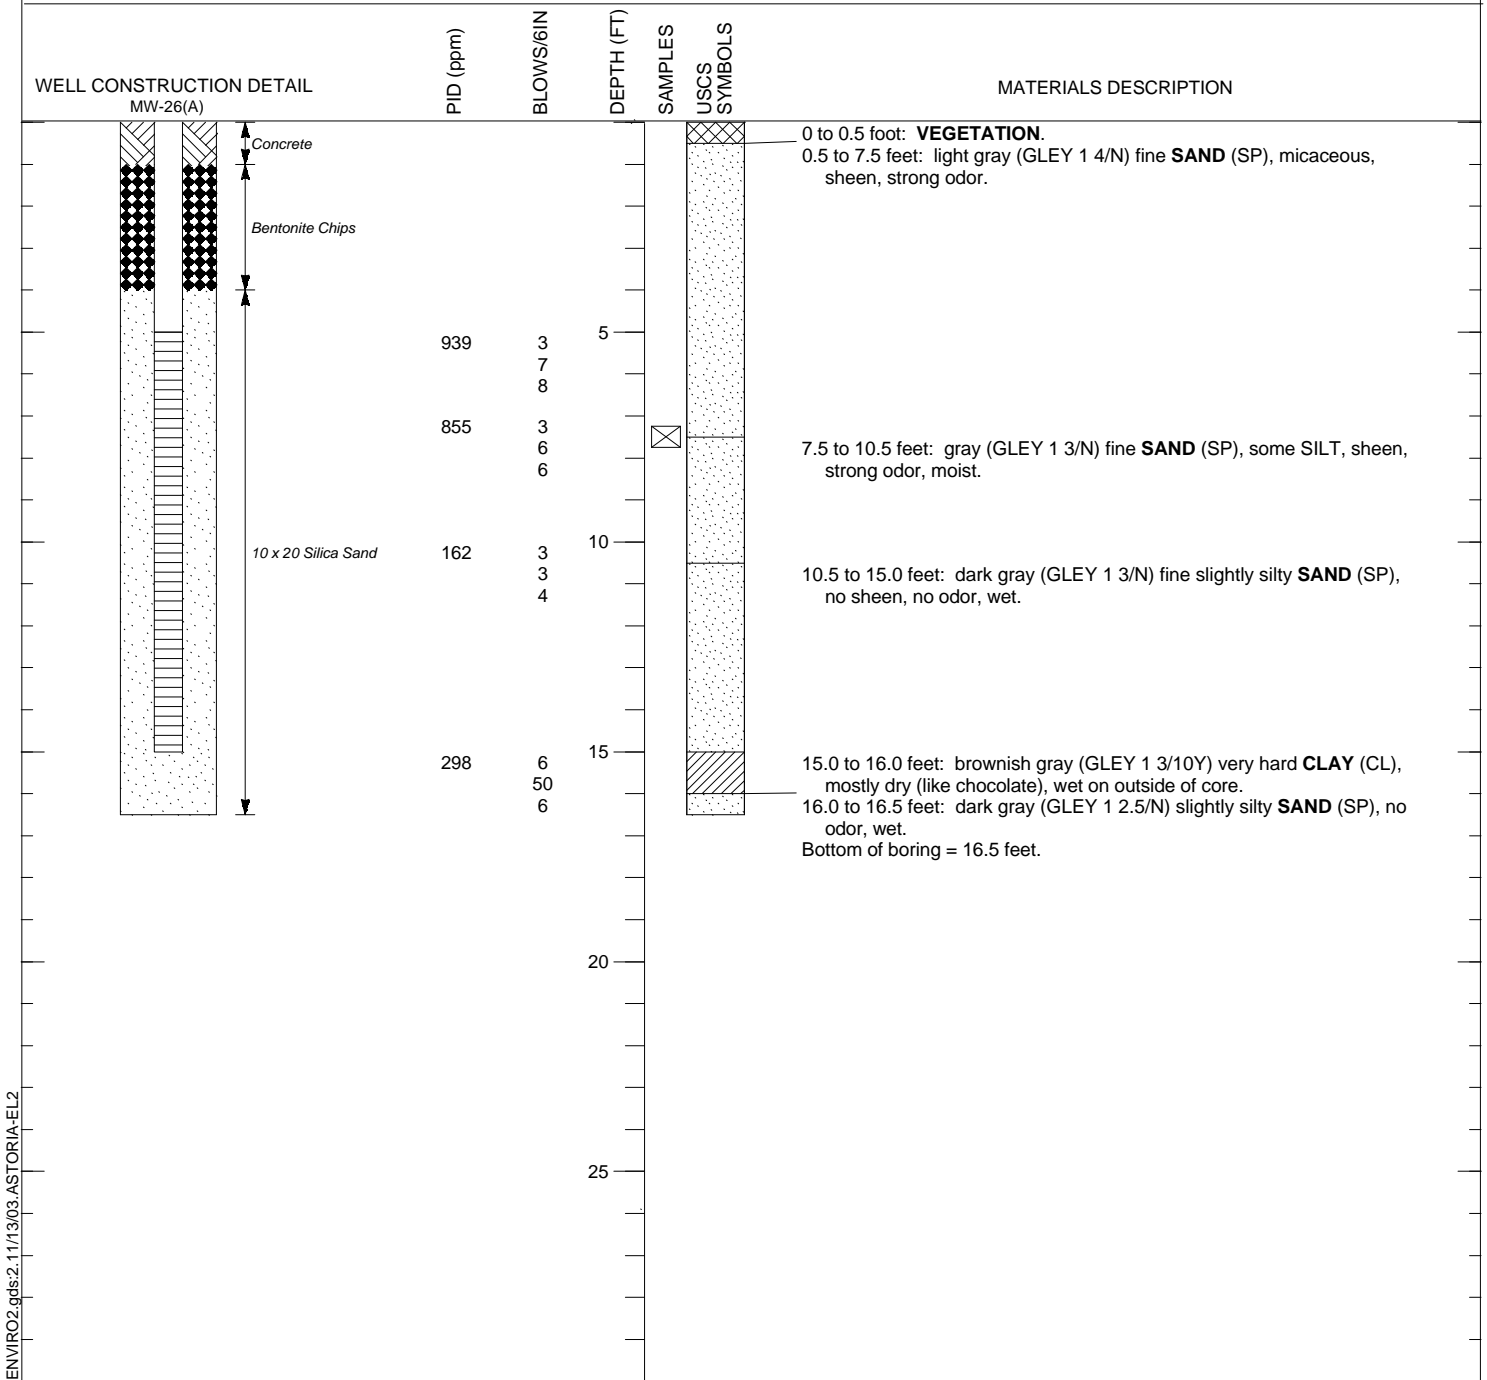 WELL CONSTRUCTION DETAIL
MW-26(A)
PID (ppm)
BLOWS/6IN
DEPTH (FT)
SAMPLES
USCS
SYMBOLS
MATERIALS DESCRIPTION
Concrete
Bentonite Chips
10 x 20 Silica Sand
939
855
162
298
3
7
8
3
6
6
3
3
4
6
50
6
5
10
15
20
25
0 to 0.5 foot: VEGETATION.
0.5 to 7.5 feet: light gray (GLEY 1 4/N) fine SAND (SP), micaceous,
sheen, strong odor.
7.5 to 10.5 feet: gray (GLEY 1 3/N) fine SAND (SP), some SILT, sheen,
strong odor, moist.
10.5 to 15.0 feet: dark gray (GLEY 1 3/N) fine slightly silty SAND (SP),
no sheen, no odor, wet.
15.0 to 16.0 feet: brownish gray (GLEY 1 3/10Y) very hard CLAY (CL),
mostly dry (like chocolate), wet on outside of core.
16.0 to 16.5 feet: dark gray (GLEY 1 2.5/N) slightly silty SAND (SP), no
odor, wet.
Bottom of boring = 16.5 feet.
ENVIRO2.gds:2.11/13/03.ASTORIA-EL2